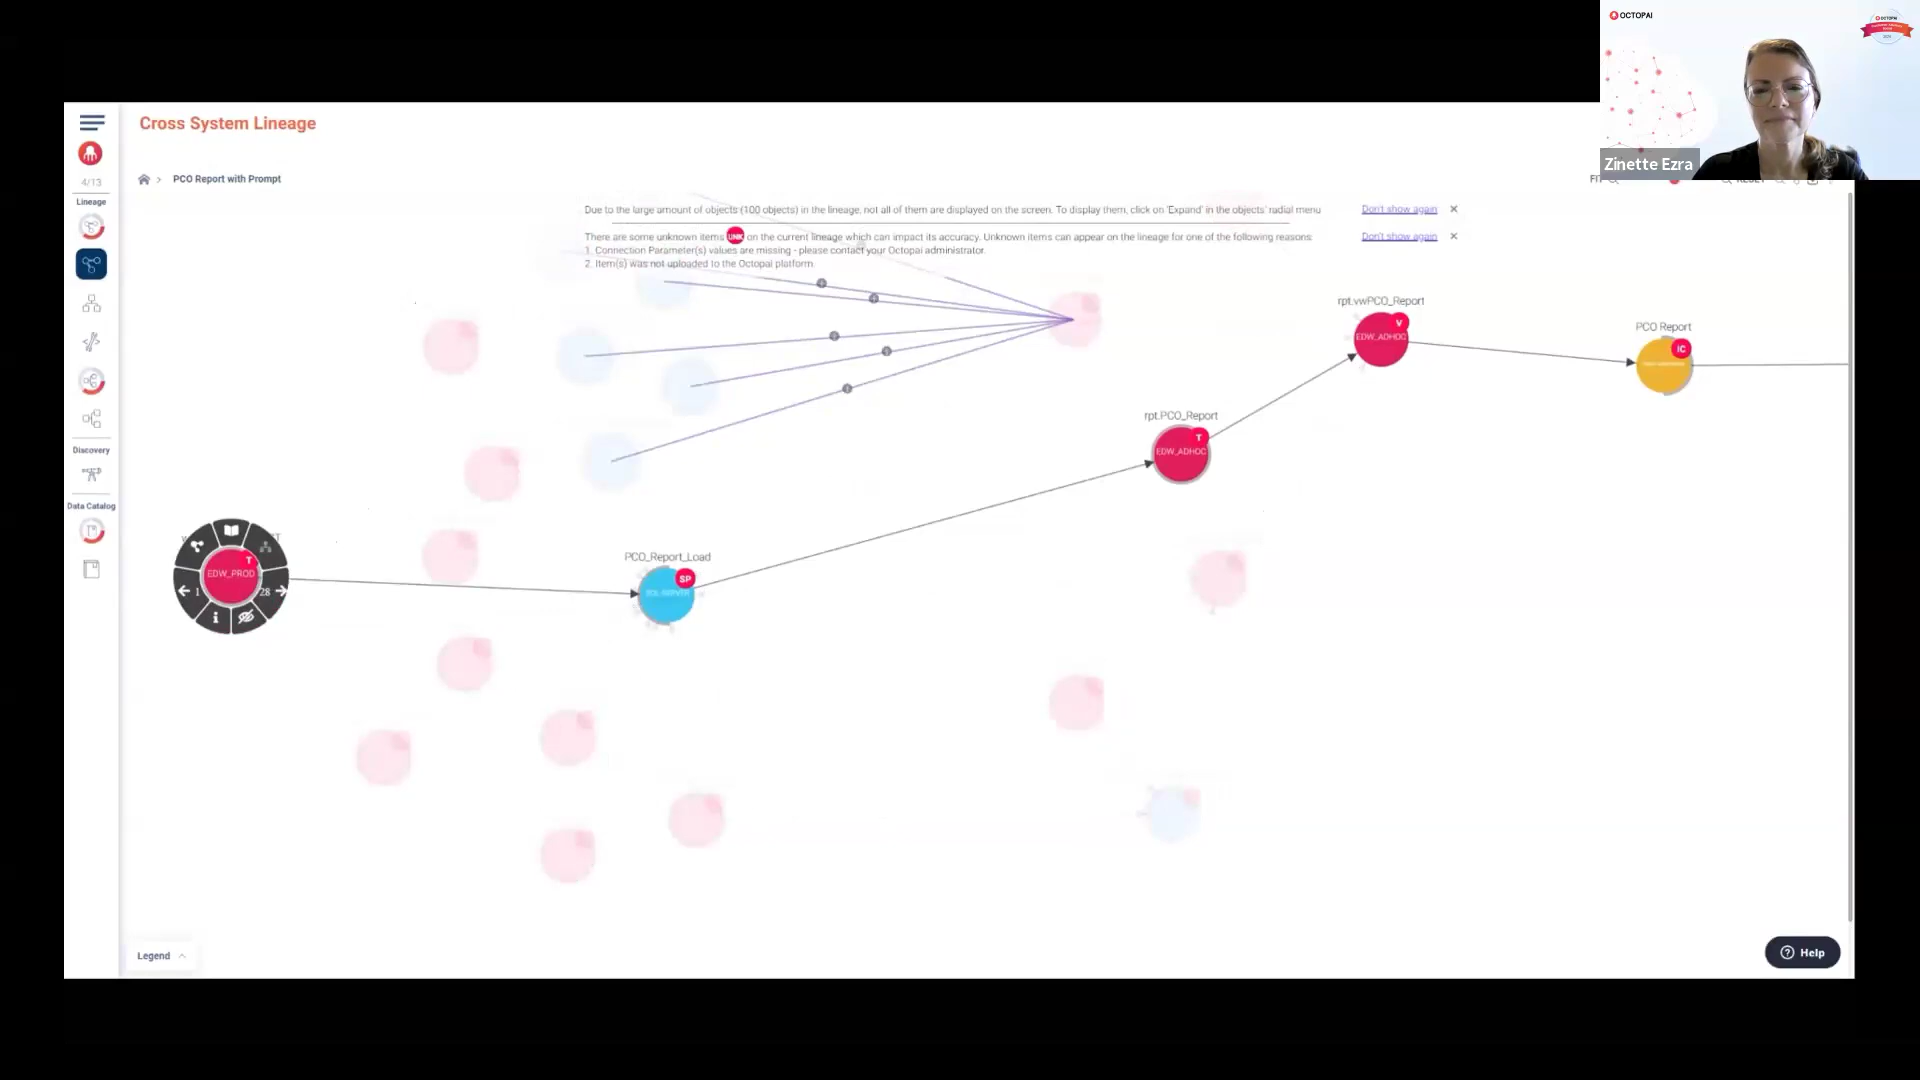 OCTOPAI
Zinette Ezra
Cross System Lineage
4/13
Lineage
Discovery
Data Catalog
PCO Report with Prompt
Due to the large amount of objects (100 objects) in the lineage, not all of them are displayed on the screen. To display them, click on 'Expand' in the objects' radial menu
Don't show again
There are some unknown items UNK on the current lineage which can impact its accuracy. Unknown items can appear on the lineage for one of the following reasons:
Don't show again
1. Connection Parameter(s) values are missing - please contact your Octopai administrator.
2. Item(s) was not uploaded to the Octopai platform.
rpt.vwPCO_Report
V
EDW_ADHOC
PCO Report
IC
rpt.PCO_Report
T
EDW_ADHOC
T
EDW_PROD
1
28
i
PCO_Report_Load
SP
SQL SERVER
Legend
Help